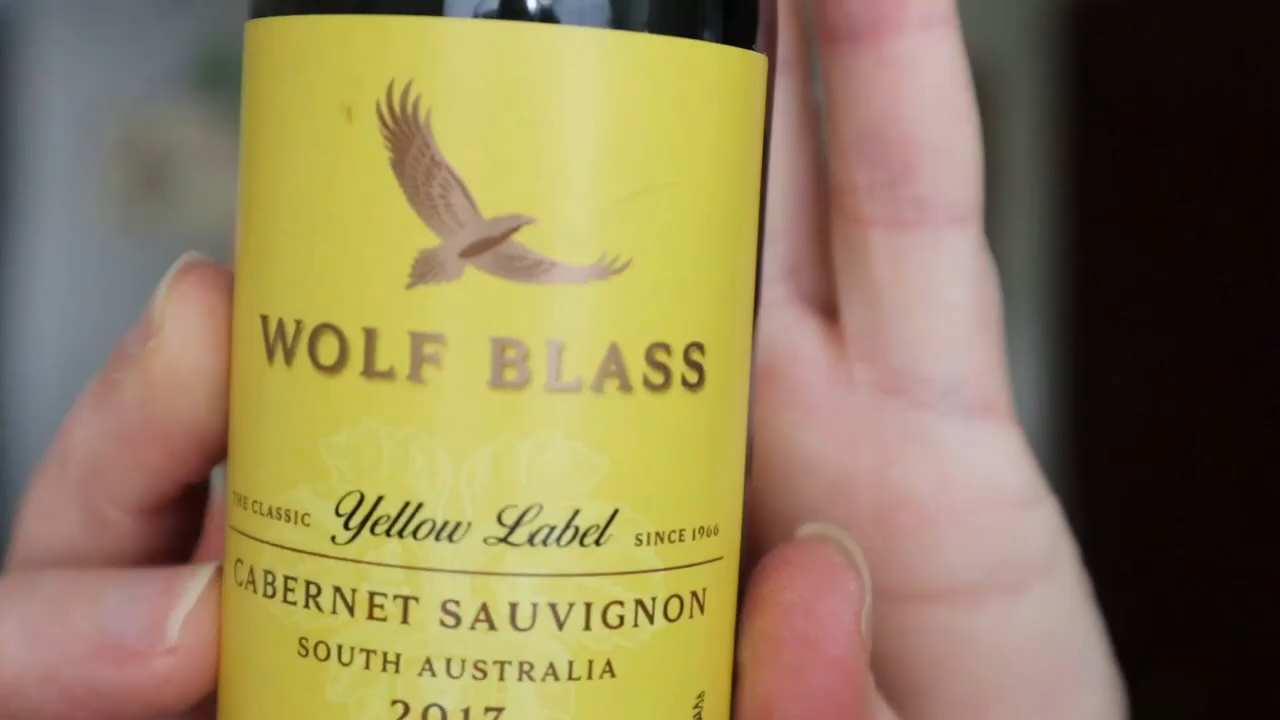 WOLF BLASS
THE CLASSIC Yellow Label SINCE 1966
CABERNET SAUVIGNON
SOUTH AUSTRALIA
2017